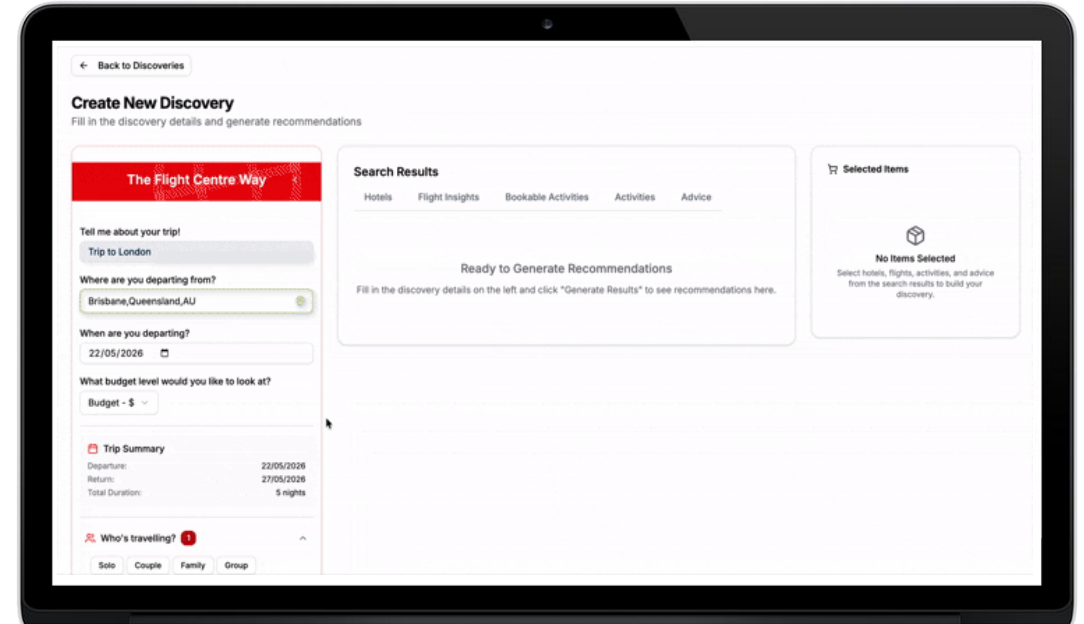 Back to Discoveries
Create New Discovery
Fill in the discovery details and generate recommendations
The Flight Centre Way
Tell me about your trip!
Trip to London
Where are you departing from?
Brisbane,Queensland,AU
When are you departing?
22/05/2026
What budget level would you like to look at?
Budget - $
Trip Summary
Departure: 22/05/2026
Return: 27/05/2026
Total Duration: 5 nights
Who's travelling? 1
Solo Couple Family Group
Search Results
Hotels Flight Insights Bookable Activities Activities Advice
Ready to Generate Recommendations
Fill in the discovery details on the left and click "Generate Results" to see recommendations here.
Selected Items
No Items Selected
Select hotels, flights, activities, and advice
from the search results to build your
discovery.